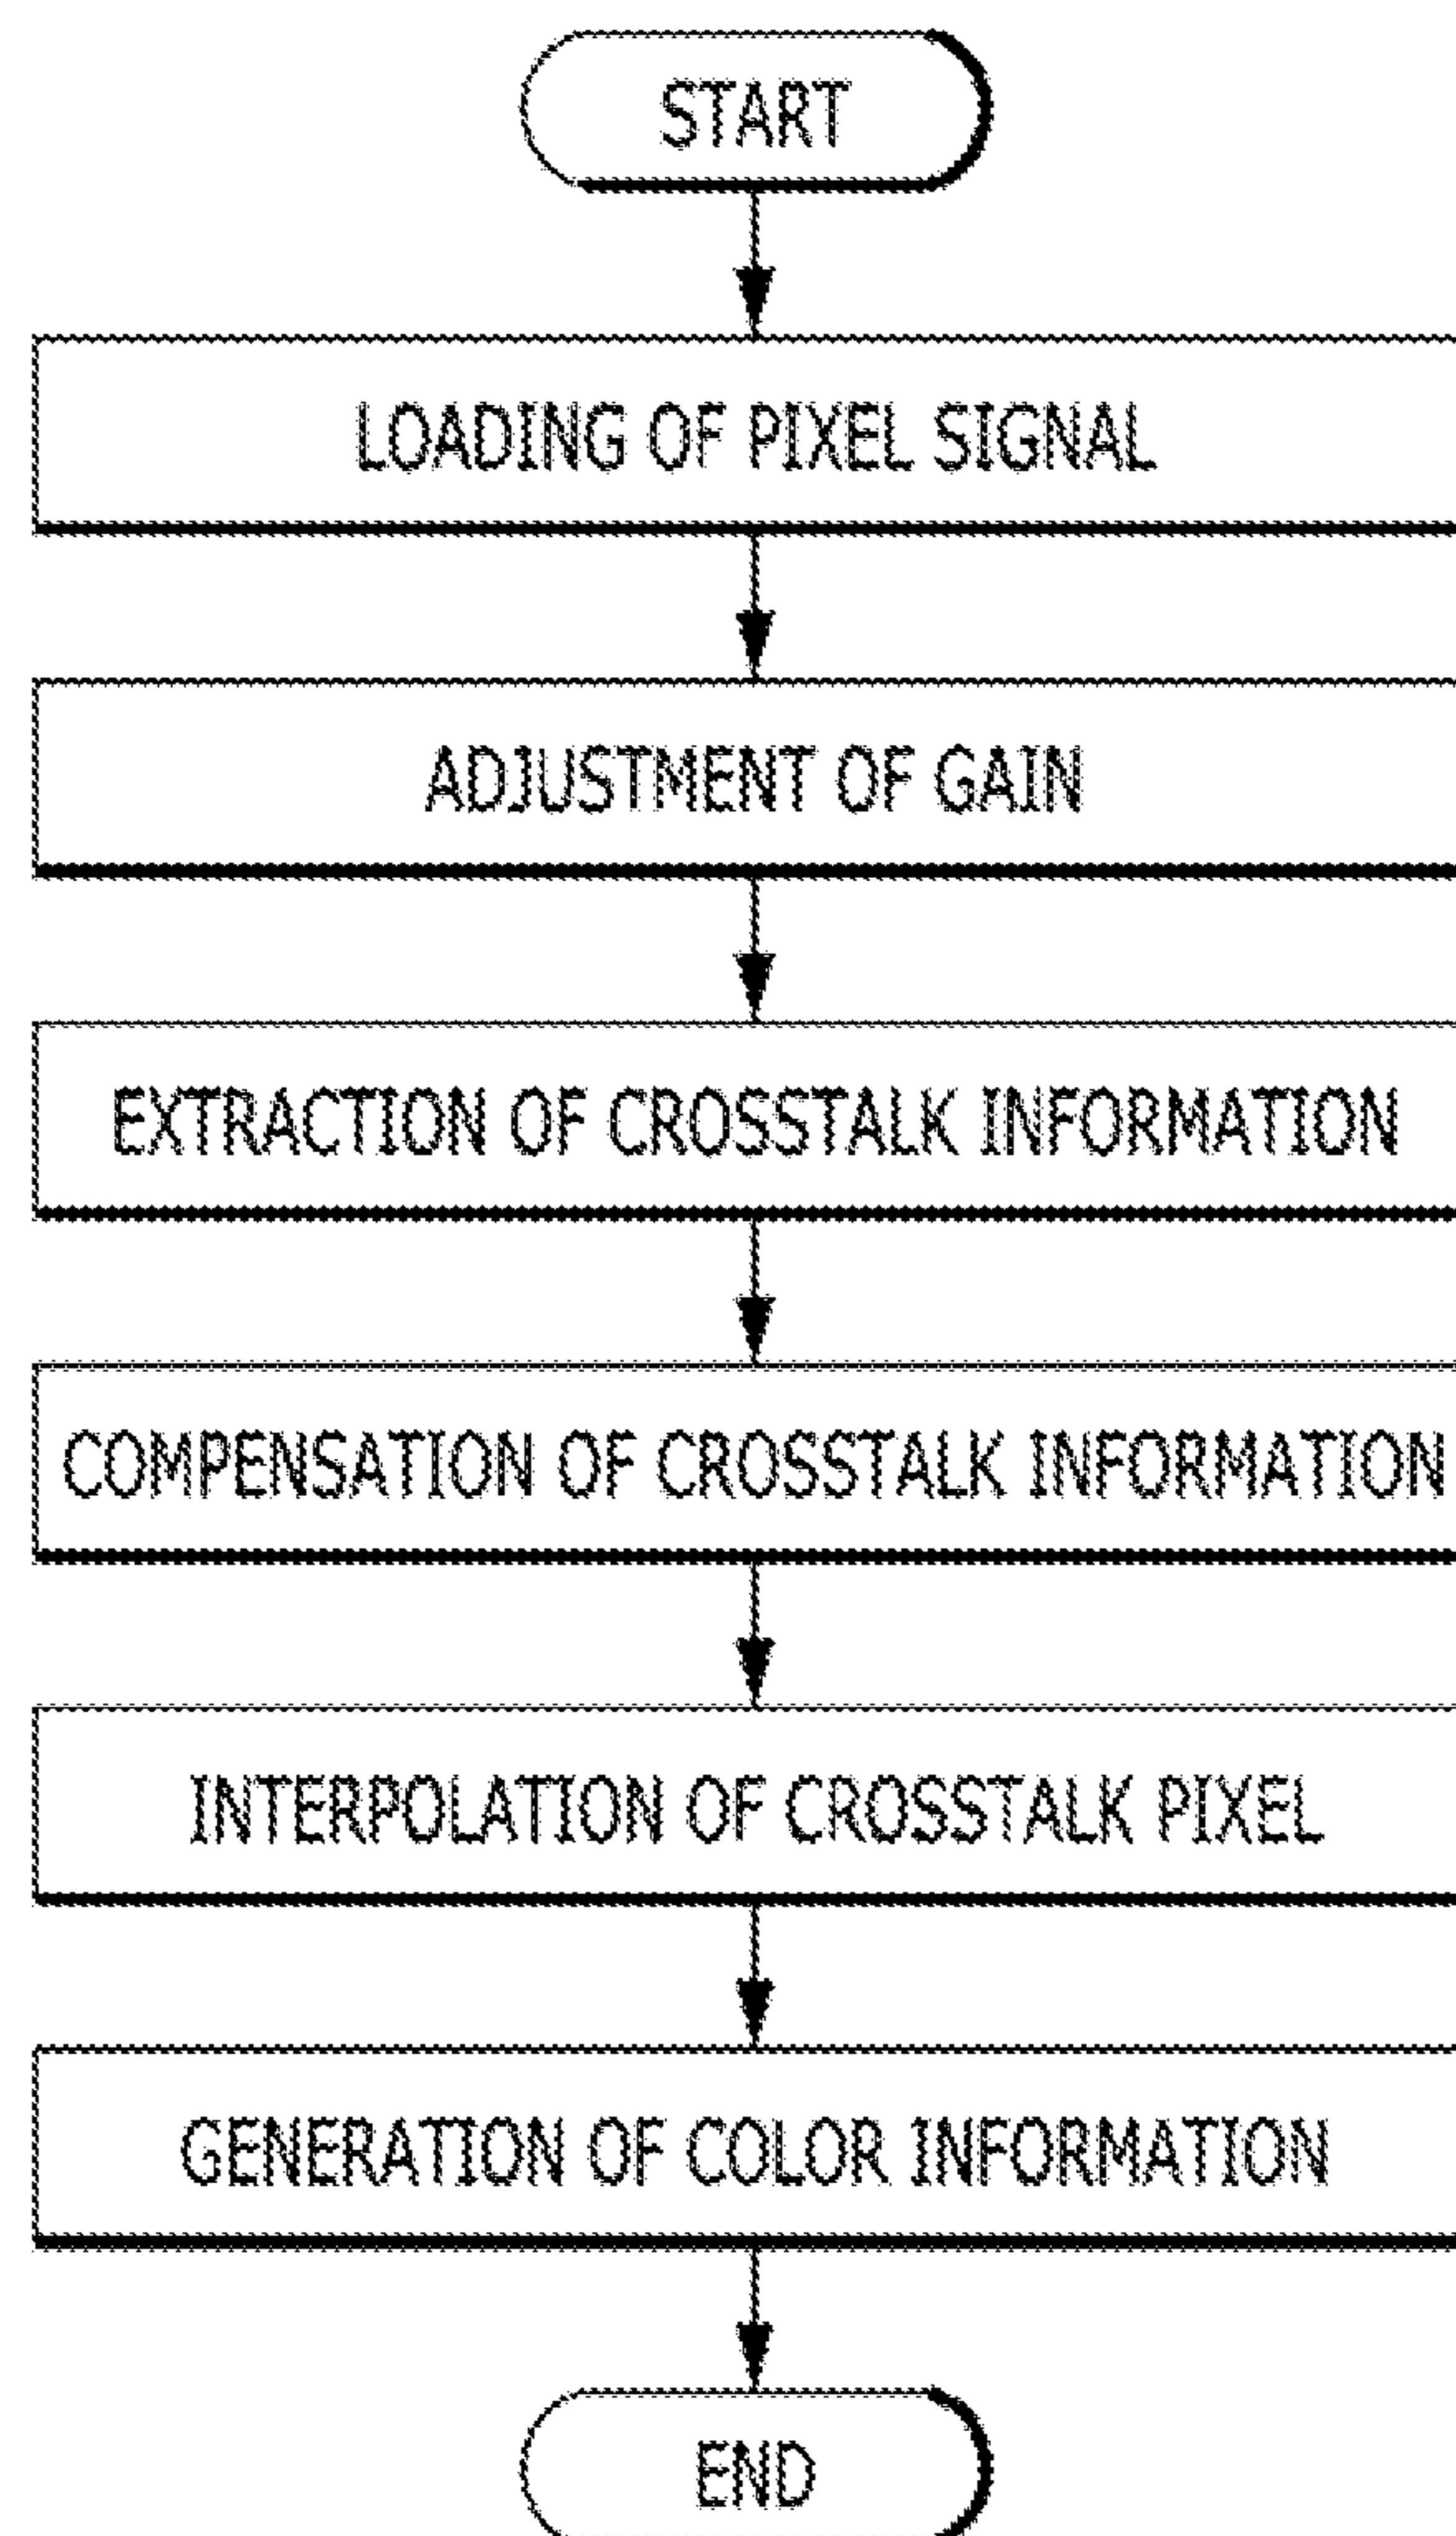 START
LOADING OF PIXEL SIGNAL
ADJUSTMENT OF GAIN
EXTRACTION OF CROSSTALK INFORMATION
COMPENSATION OF CROSSTALK INFORMATION
INTERPOLATION OF CROSSTALK PIXEL
GENERATION OF COLOR INFORMATION
END